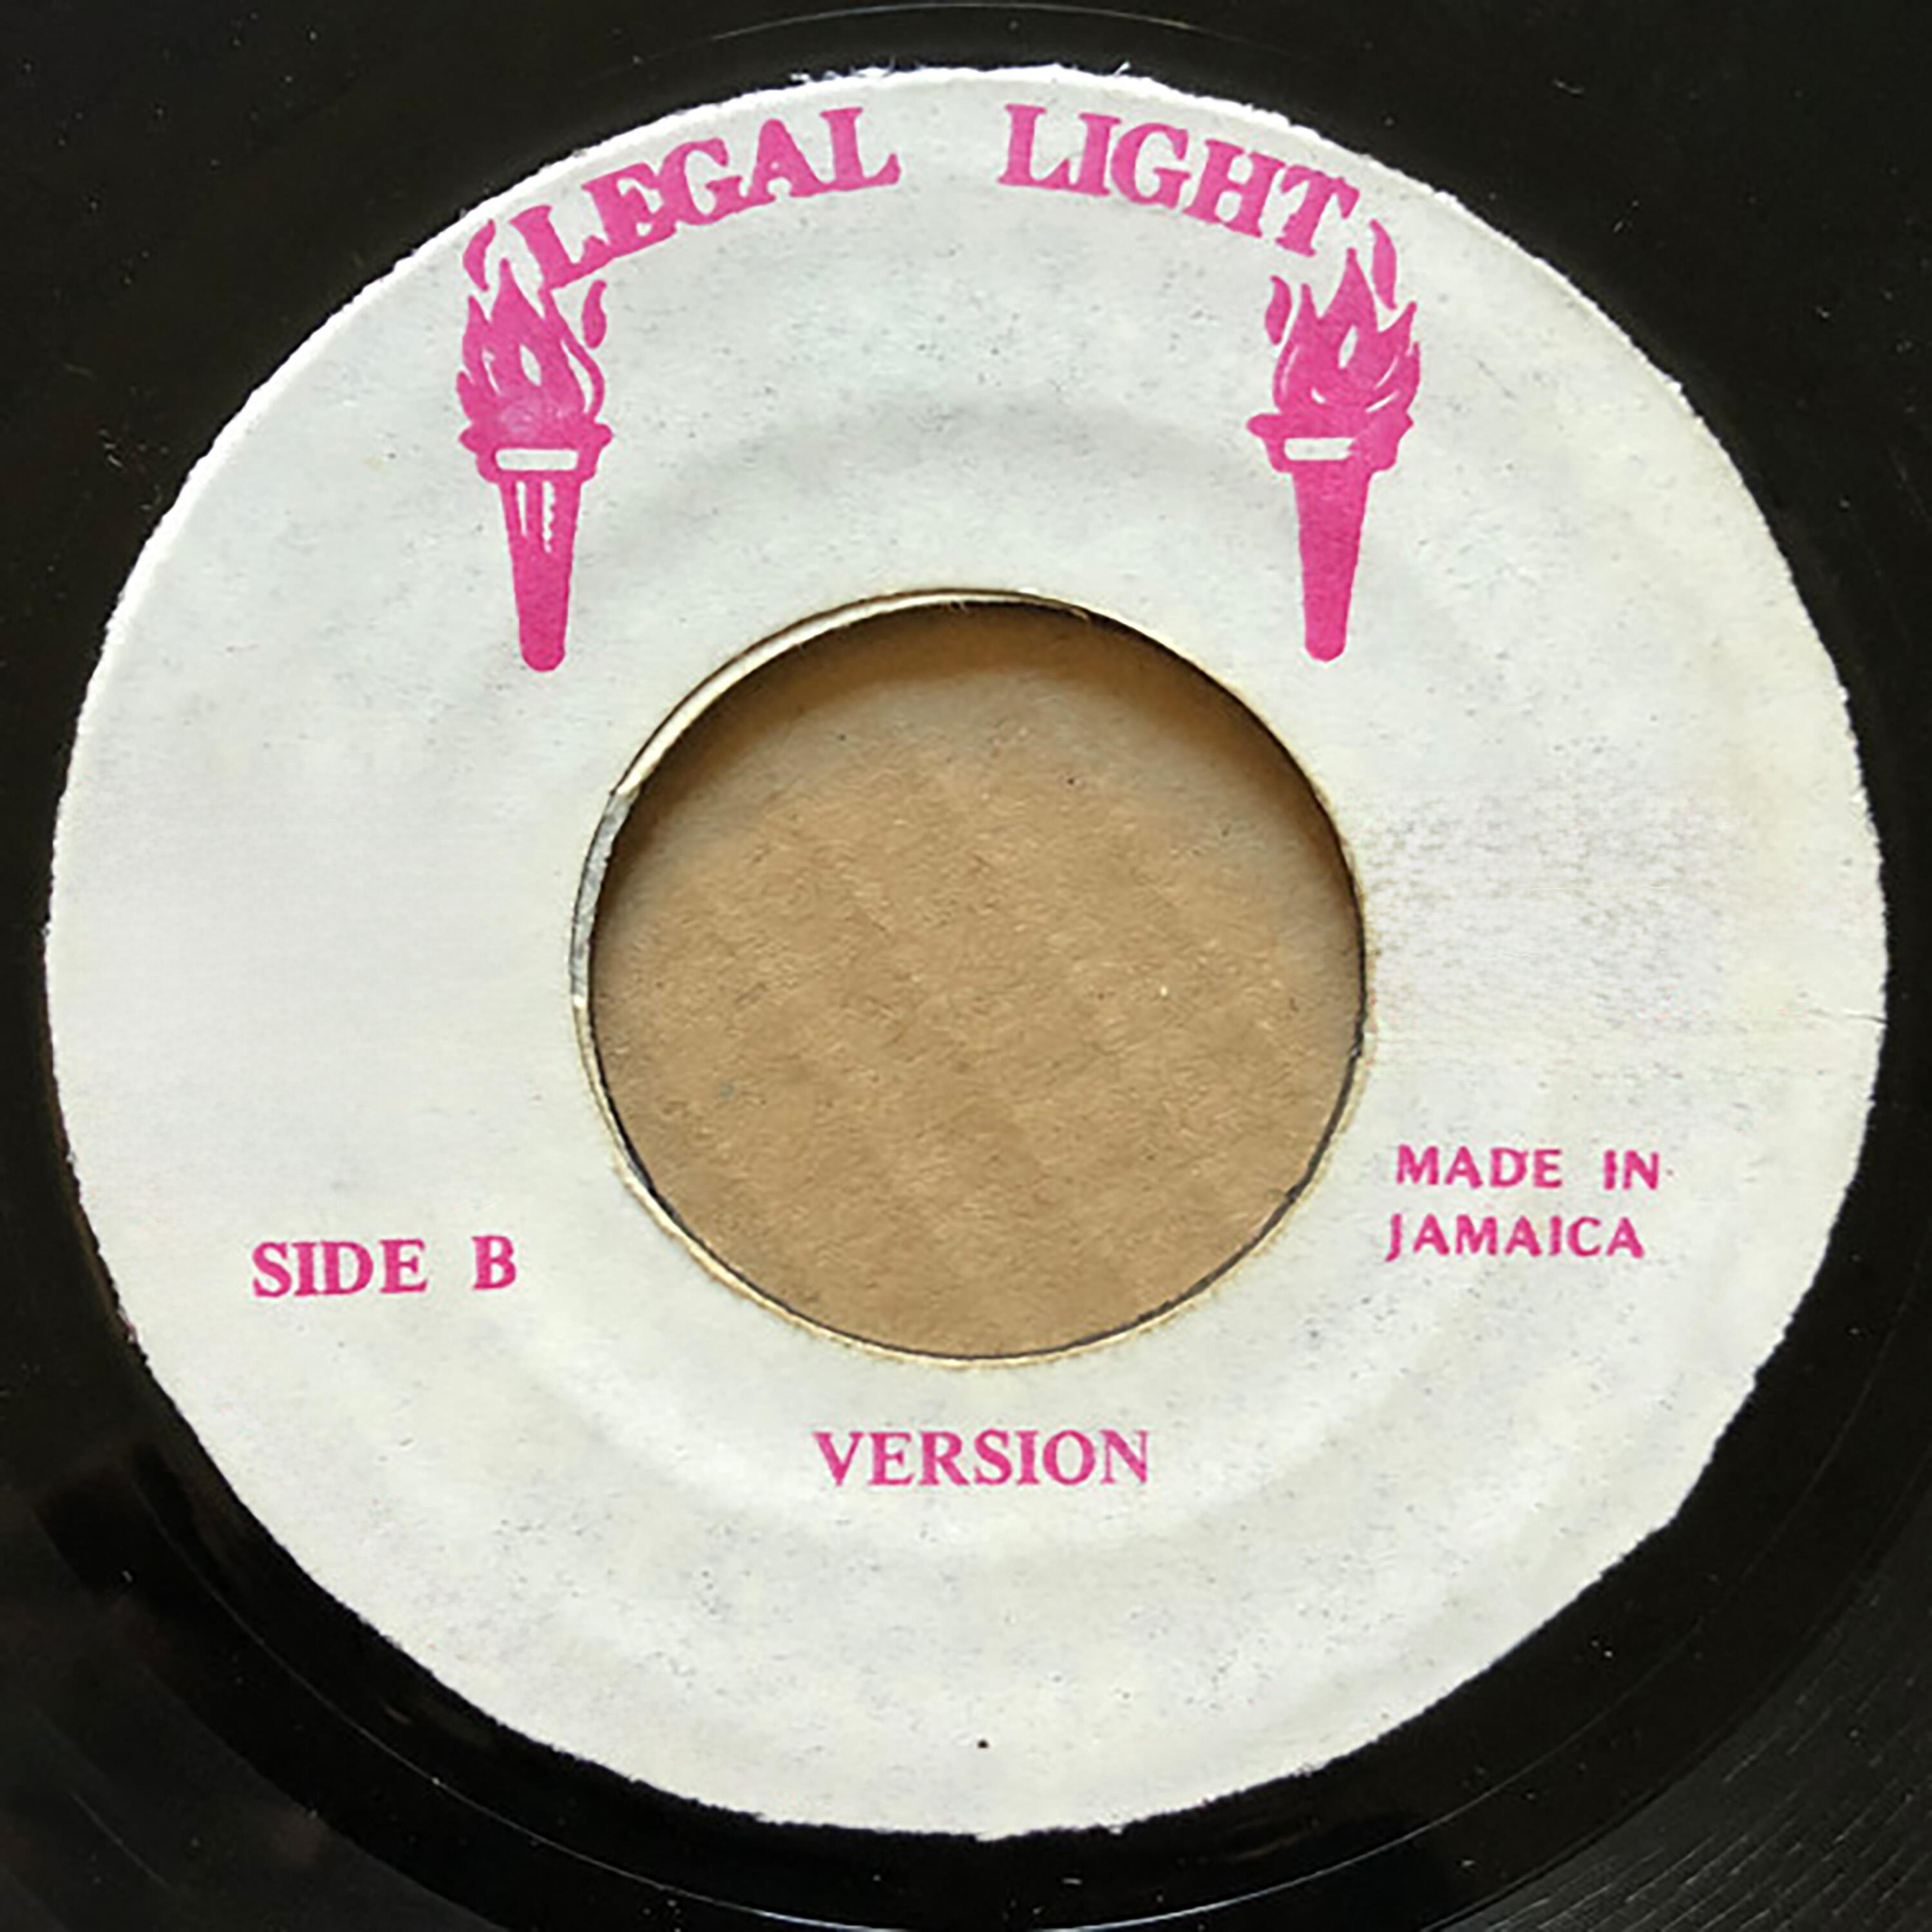 LEGAL LIGHT
MADE IN
JAMAICA
SIDE B
VERSION